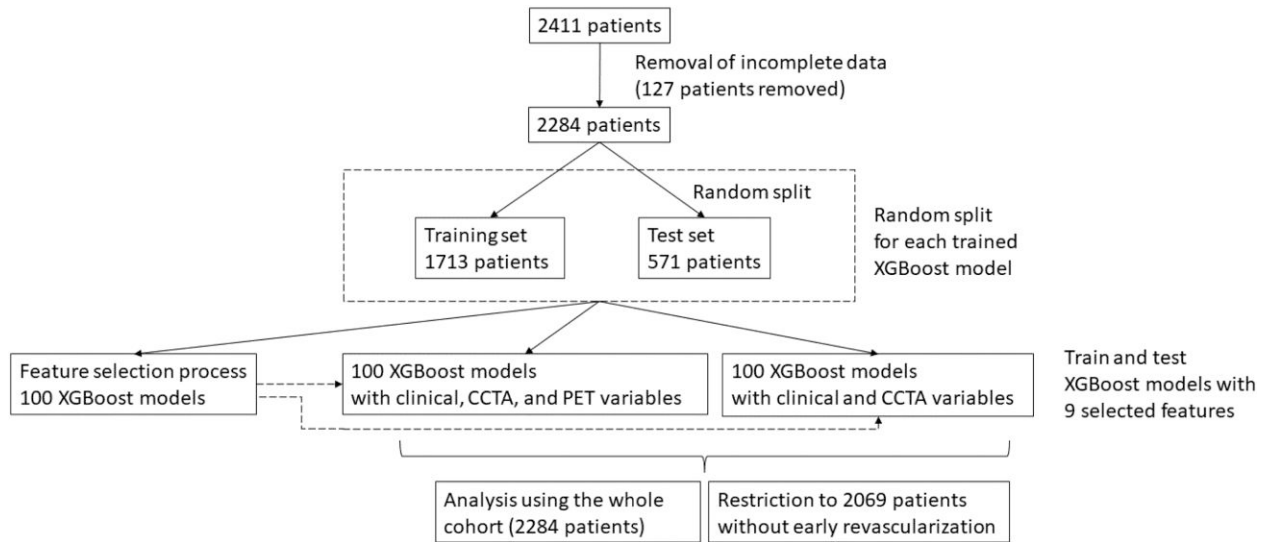 2411 patients
Removal of incomplete data
(127 patients removed)
2284 patients
Random split
Training set
1713 patients
Test set
571 patients
Random split
for each trained
XGBoost model
Feature selection process
100 XGBoost models
100 XGBoost models
with clinical, CCTA, and PET variables
100 XGBoost models
with clinical and CCTA variables
Train and test
XGBoost models with
9 selected features
Analysis using the whole
cohort (2284 patients)
Restriction to 2069 patients
without early revascularization